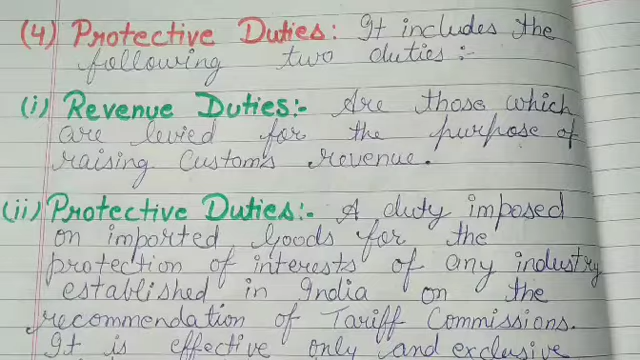 (4) Protective Duties: It includes the
following two duties:-
(i) Revenue Duties:- Are those which
are levied for the purpose of
raising Custom's revenue.
(ii) Protective Duties:- A duty imposed
on imported goods for the
protection of interests of any industry
established in India on the
recommendation of Tariff Commissions.
It is effective only and exclusive